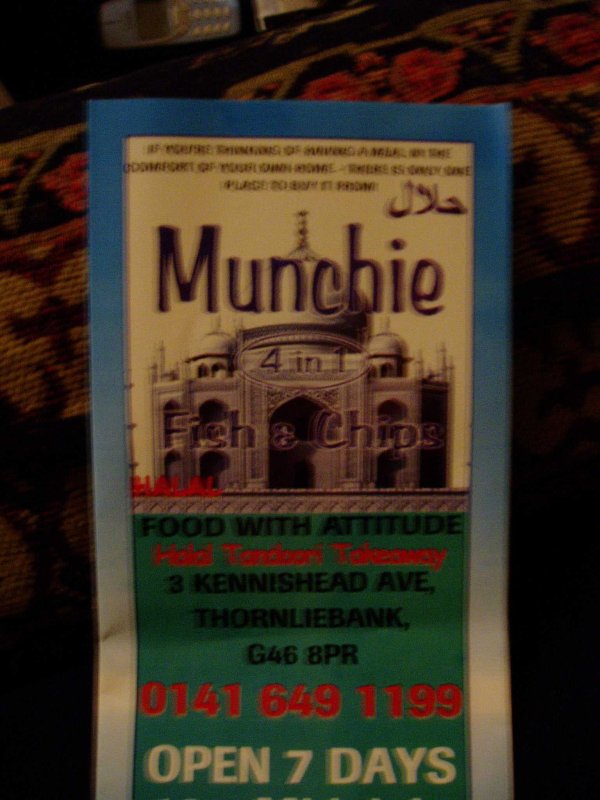 IF YOU'RE THINKING OF HAVING A MEAL IN THE
COMFORT OF YOUR OWN HOME - THERE IS ONLY ONE
PLACE TO BUY IT FROM!
حلال
Munchie
4 in 1
Fish & Chips
HALAL
FOOD WITH ATTITUDE
Halal Tandoori Takeaway
3 KENNISHEAD AVE,
THORNLIEBANK,
G46 8PR
0141 649 1199
OPEN 7 DAYS